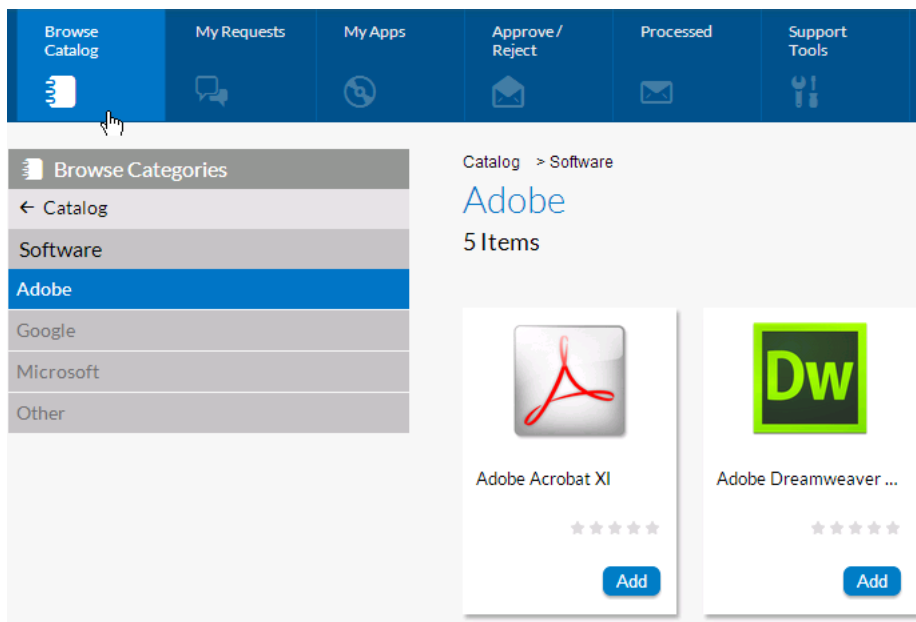 Browse
Catalog
My Requests
My Apps
Approve /
Reject
Processed
Support
Tools
Browse Categories
← Catalog
Software
Adobe
Google
Microsoft
Other
Catalog > Software
Adobe
5 Items
Dw
Adobe Acrobat XI
Adobe Dreamweaver ...
Add
Add